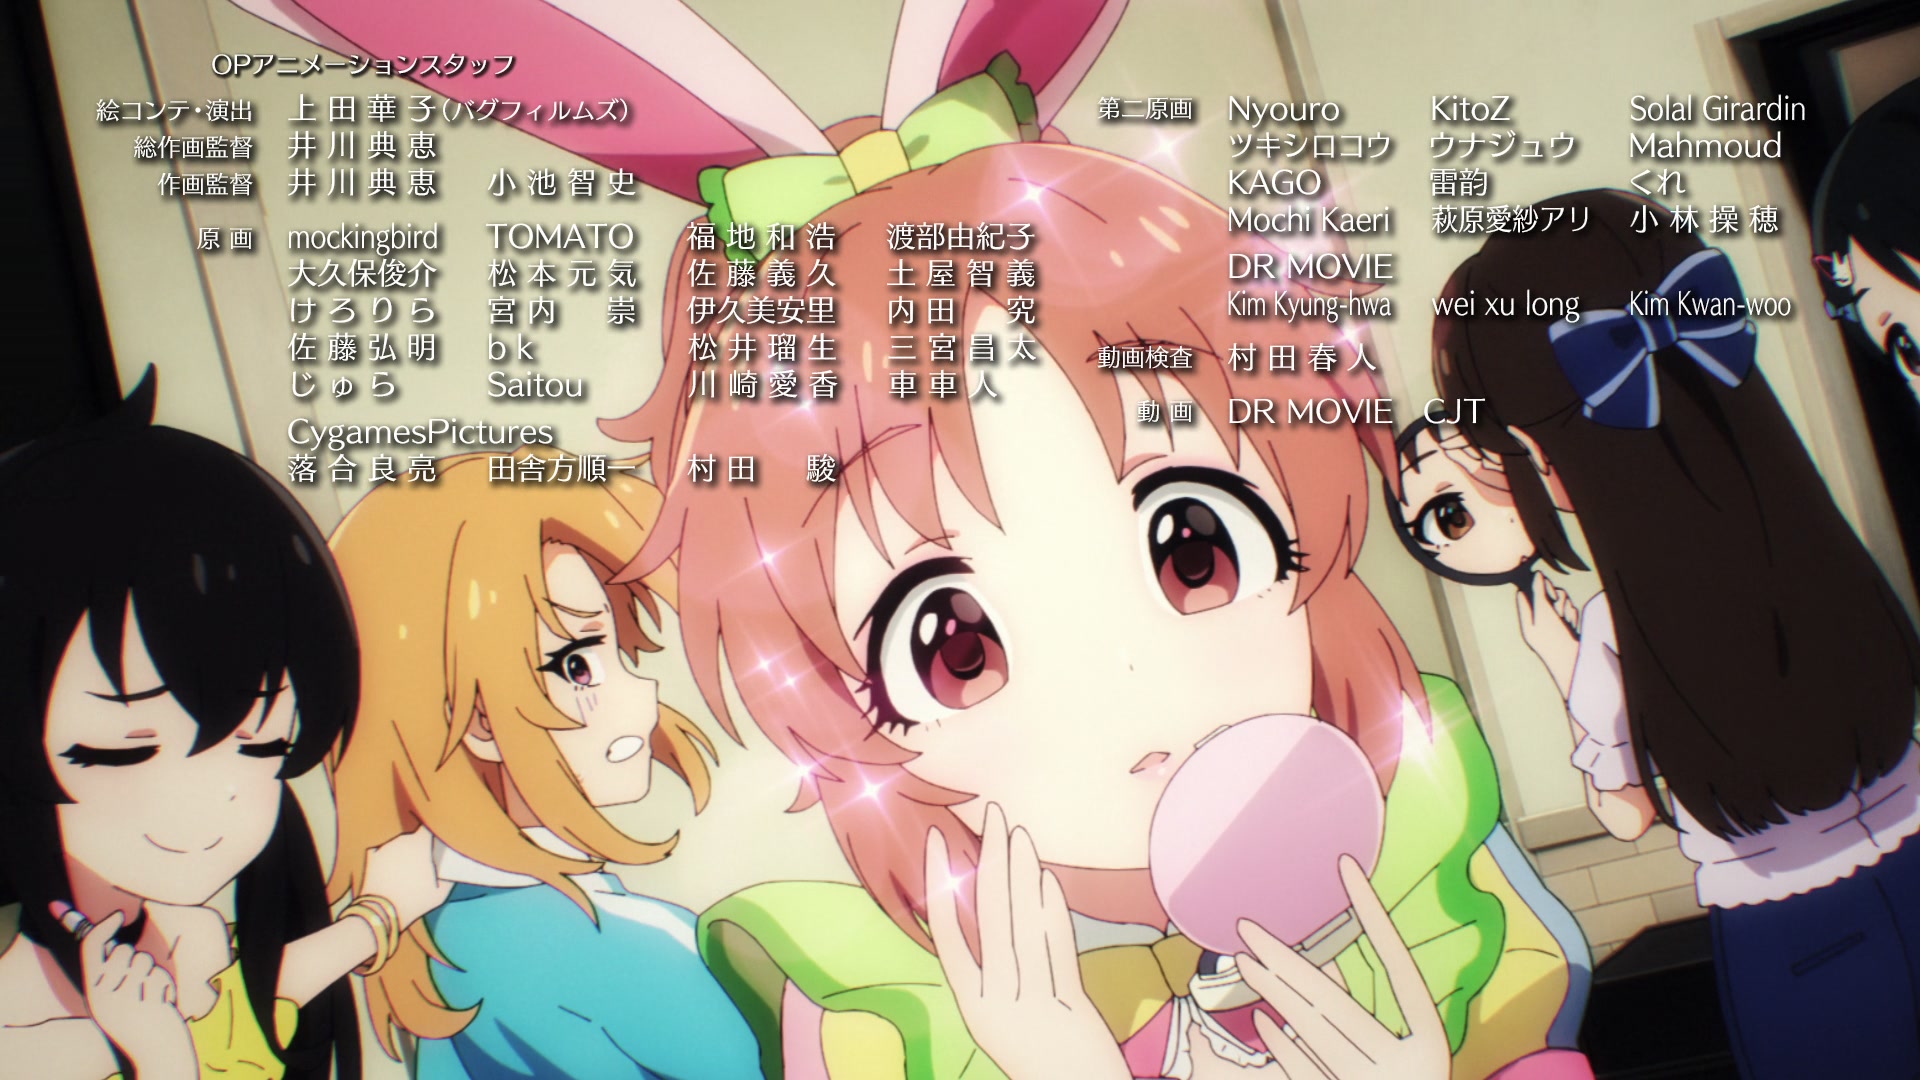 OPアニメーションスタッフ
絵コンテ・演出 上田華子(バグフィルムズ)
総作画監督 井川典恵
作画監督 井川典恵 小池智史
原画 mockingbird TOMATO 福地和浩 渡部由紀子
大久保俊介 松本元気 佐藤義久 土屋智義
けろりら 宮内 崇 伊久美安里 内田 究
佐藤弘明 bk 松井瑠生 三宮昌太
じゅら Saitou 川崎愛香 車車人
CygamesPictures
落合良亮 田舎方順一 村田 駿
第二原画 Nyouro KitoZ Solal Girardin
ツキシロコウ ウナジュウ Mahmoud
KAGO 雷韵 くれ
Mochi Kaeri 萩原愛紗アリ 小林操穂
DR MOVIE
Kim Kyung-hwa wei xu long Kim Kwan-woo
動画検査 村田春人
動画 DR MOVIE CJT